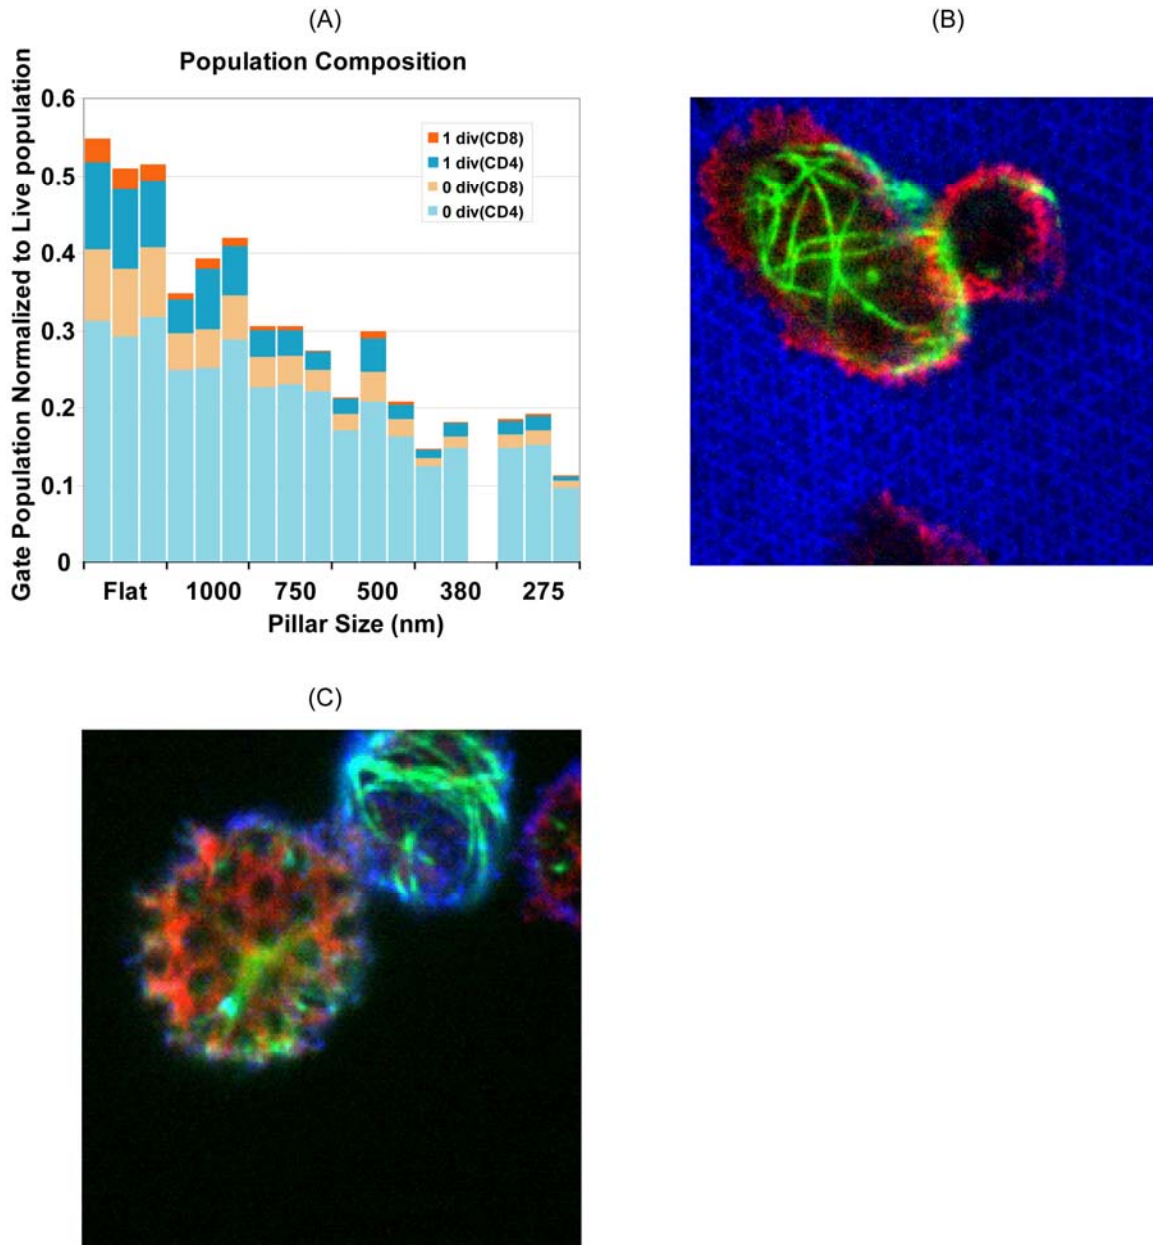 (A)
Population Composition
Gate Population Normalized to Live population
0.6
0.5
0.4
0.3
0.2
0.1
0
1 div(CD8)
1 div(CD4)
0 div(CD8)
0 div(CD4)
Flat 1000 750 500 380 275
Pillar Size (nm)
(B)
(C)